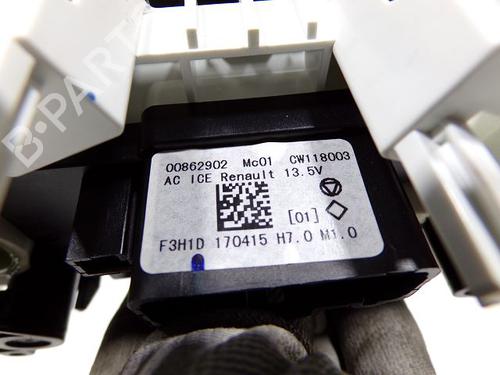 B-PARTS
00862902 Mc01 CW118003
AC ICE Renault 13.5V
[01]
F3H1D 170415 H7.0 M1.0